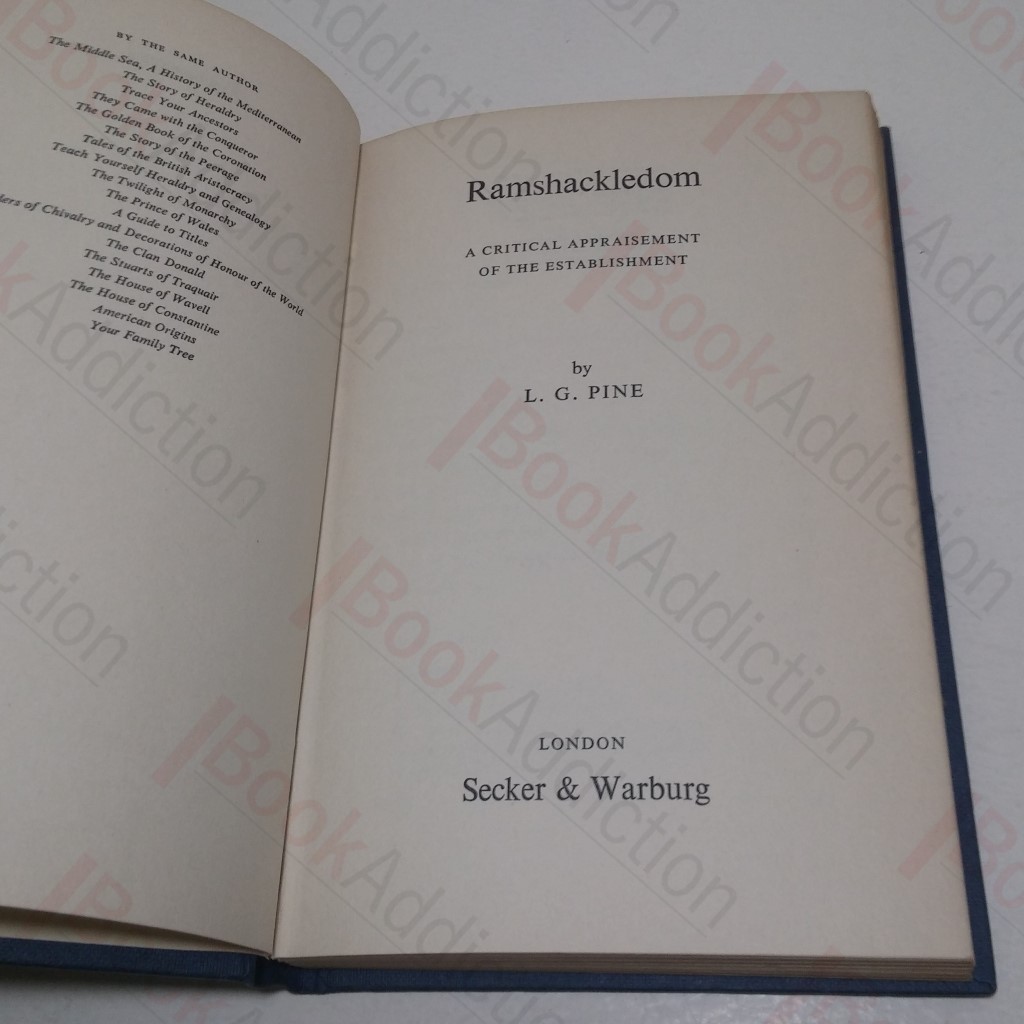 BY THE SAME AUTHOR
The Middle Sea, A History of the Mediterranean
The Story of Heraldry
Trace Your Ancestors
They Came with the Conqueror
The Golden Book of the Coronation
The Story of the Peerage
Tales of the British Aristocracy
Teach Yourself Heraldry and Genealogy
The Twilight of Monarchy
The Prince of Wales
A Guide to Titles
of Chivalry and Decorations of Honour of the World
The Clan Donald
The Stuarts of Traquair
The House of Wavell
The House of Constantine
American Origins
Your Family Tree
Ramshackledom
A CRITICAL APPRAISEMENT
OF THE ESTABLISHMENT
by
L. G. PINE
LONDON
Secker & Warburg
BookAddiction
BookAddiction
BookAddiction
BookAddiction
BookAddiction